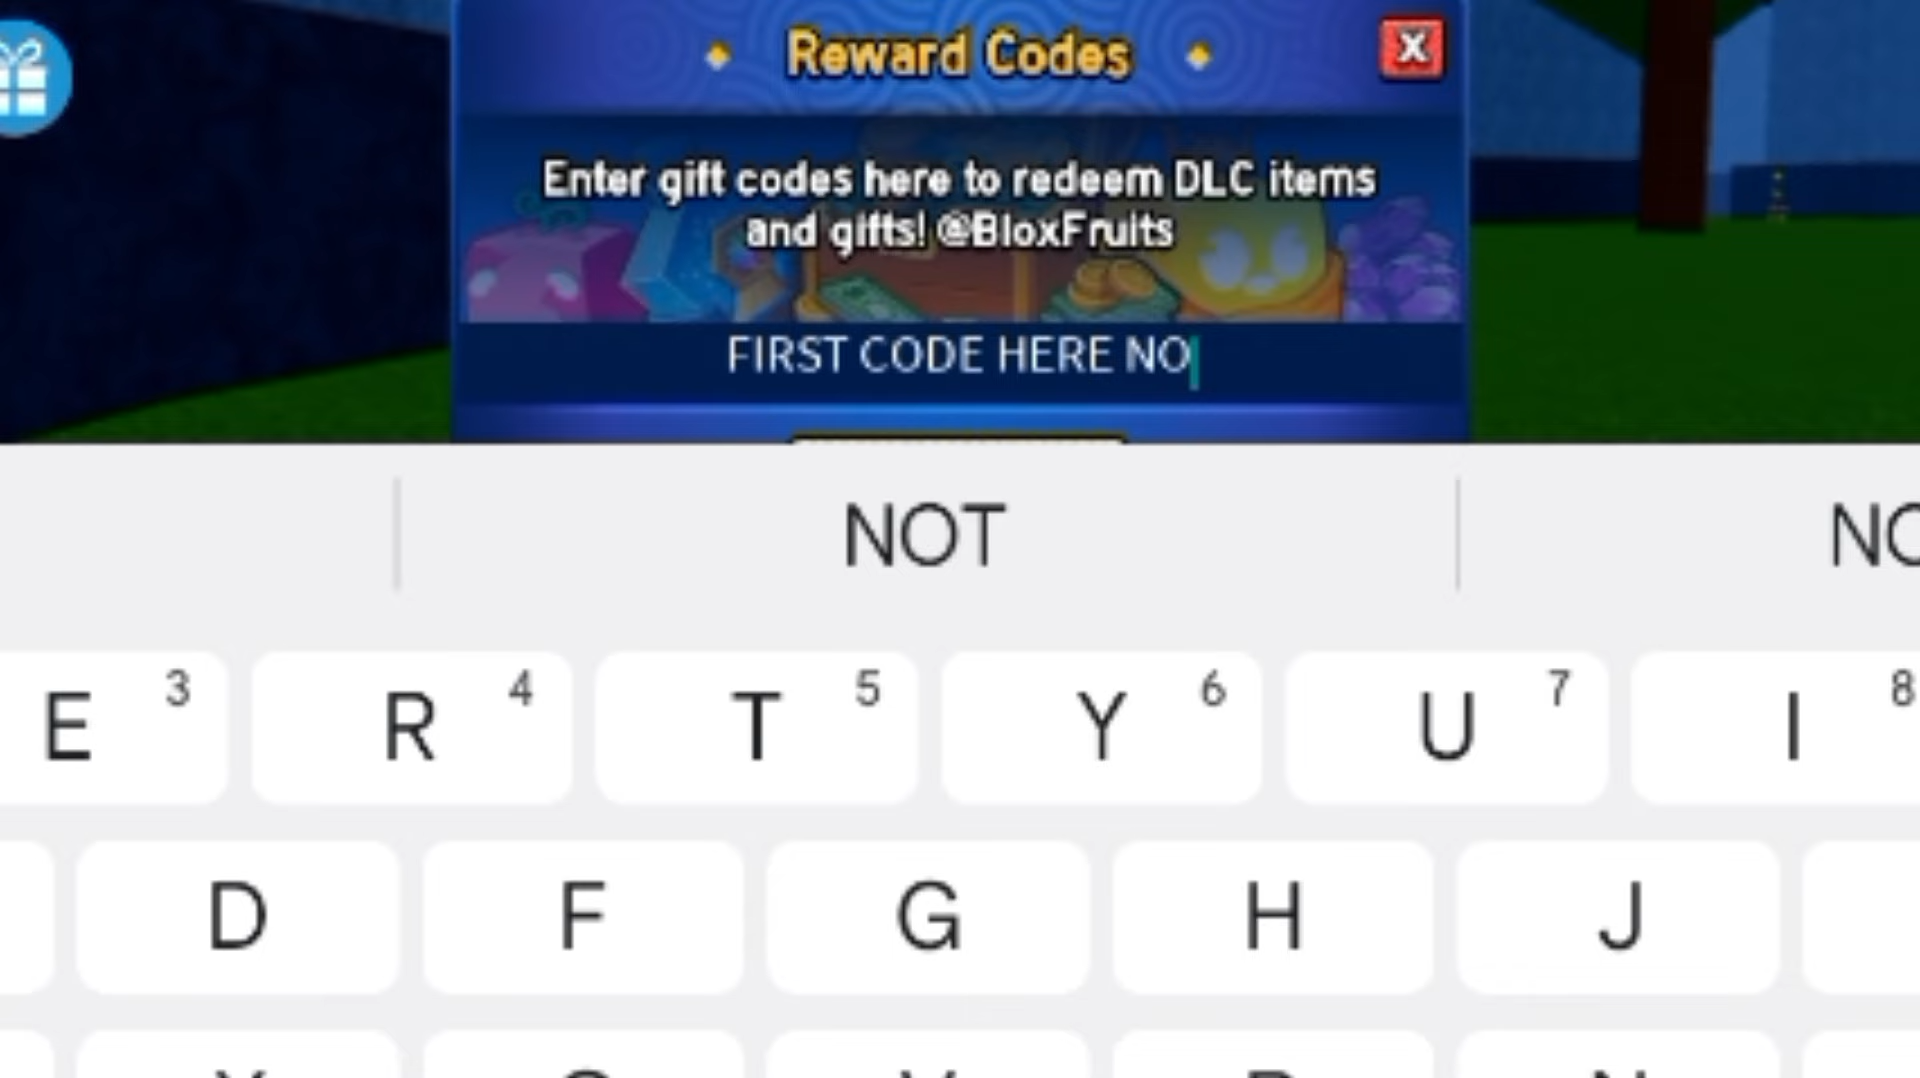 Reward Codes
X
Enter gift codes here to redeem DLC items
and gifts! @BloxFruits
FIRST CODE HERE NO
NOT
E 3 R 4 T 5 Y 6 U 7 I 8
D F G H J